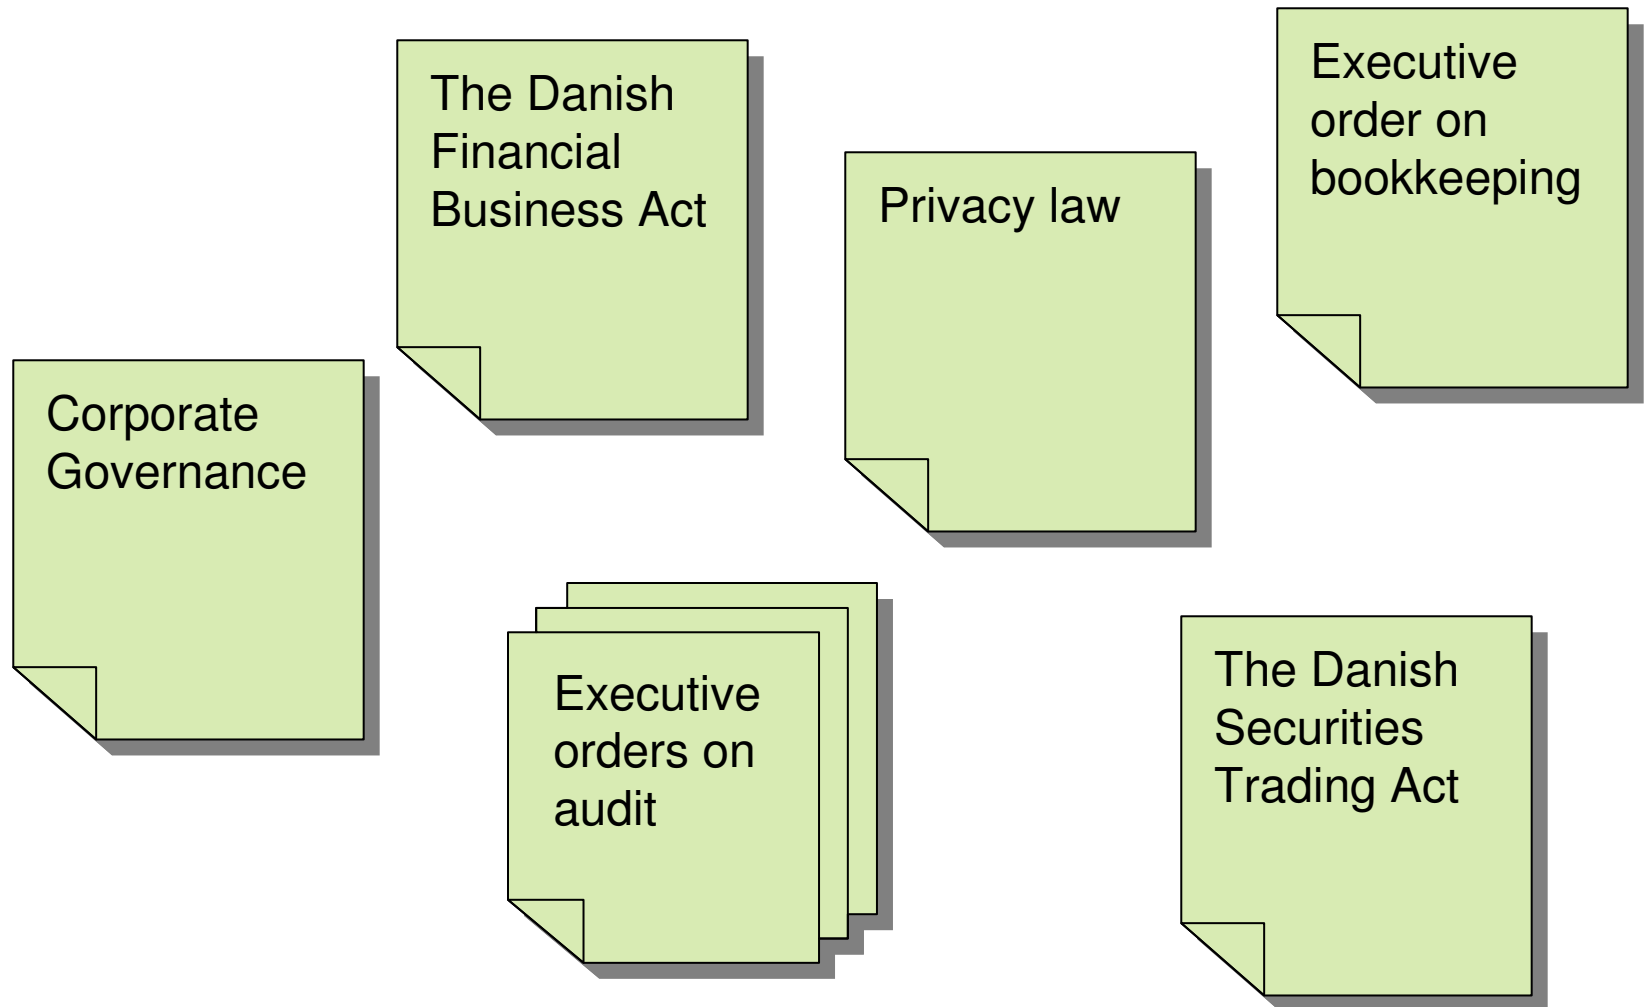 The Danish
Financial
Business Act
Privacy law
Executive
order on
bookkeeping
Corporate
Governance
Executive
orders on
audit
The Danish
Securities
Trading Act